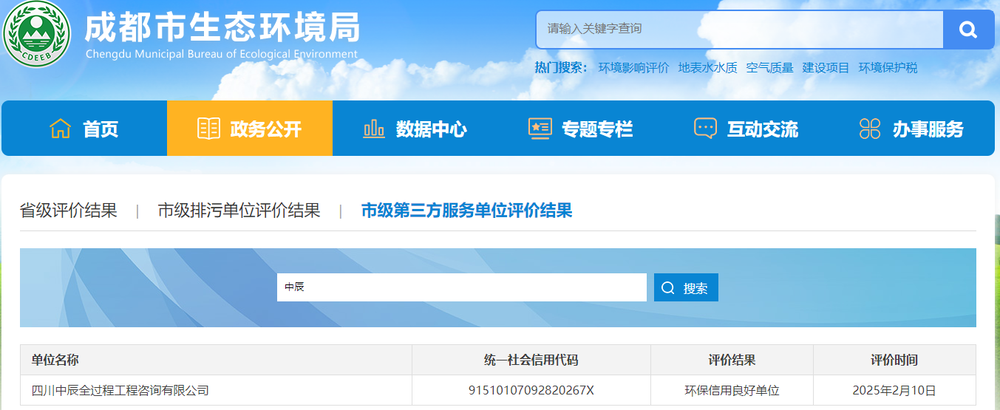 CDEEB
成都市生态环境局
Chengdu Municipal Bureau of Ecological Environment
请输入关键字查询
热门搜索： 环境影响评价 地表水水质 空气质量 建设项目 环境保护税
首页 政务公开 数据中心 专题专栏 互动交流 办事服务
省级评价结果 | 市级排污单位评价结果 | 市级第三方服务单位评价结果
中辰 搜索
单位名称 统一社会信用代码 评价结果 评价时间
四川中辰全过程工程咨询有限公司 91510107092820267X 环保信用良好单位 2025年2月10日